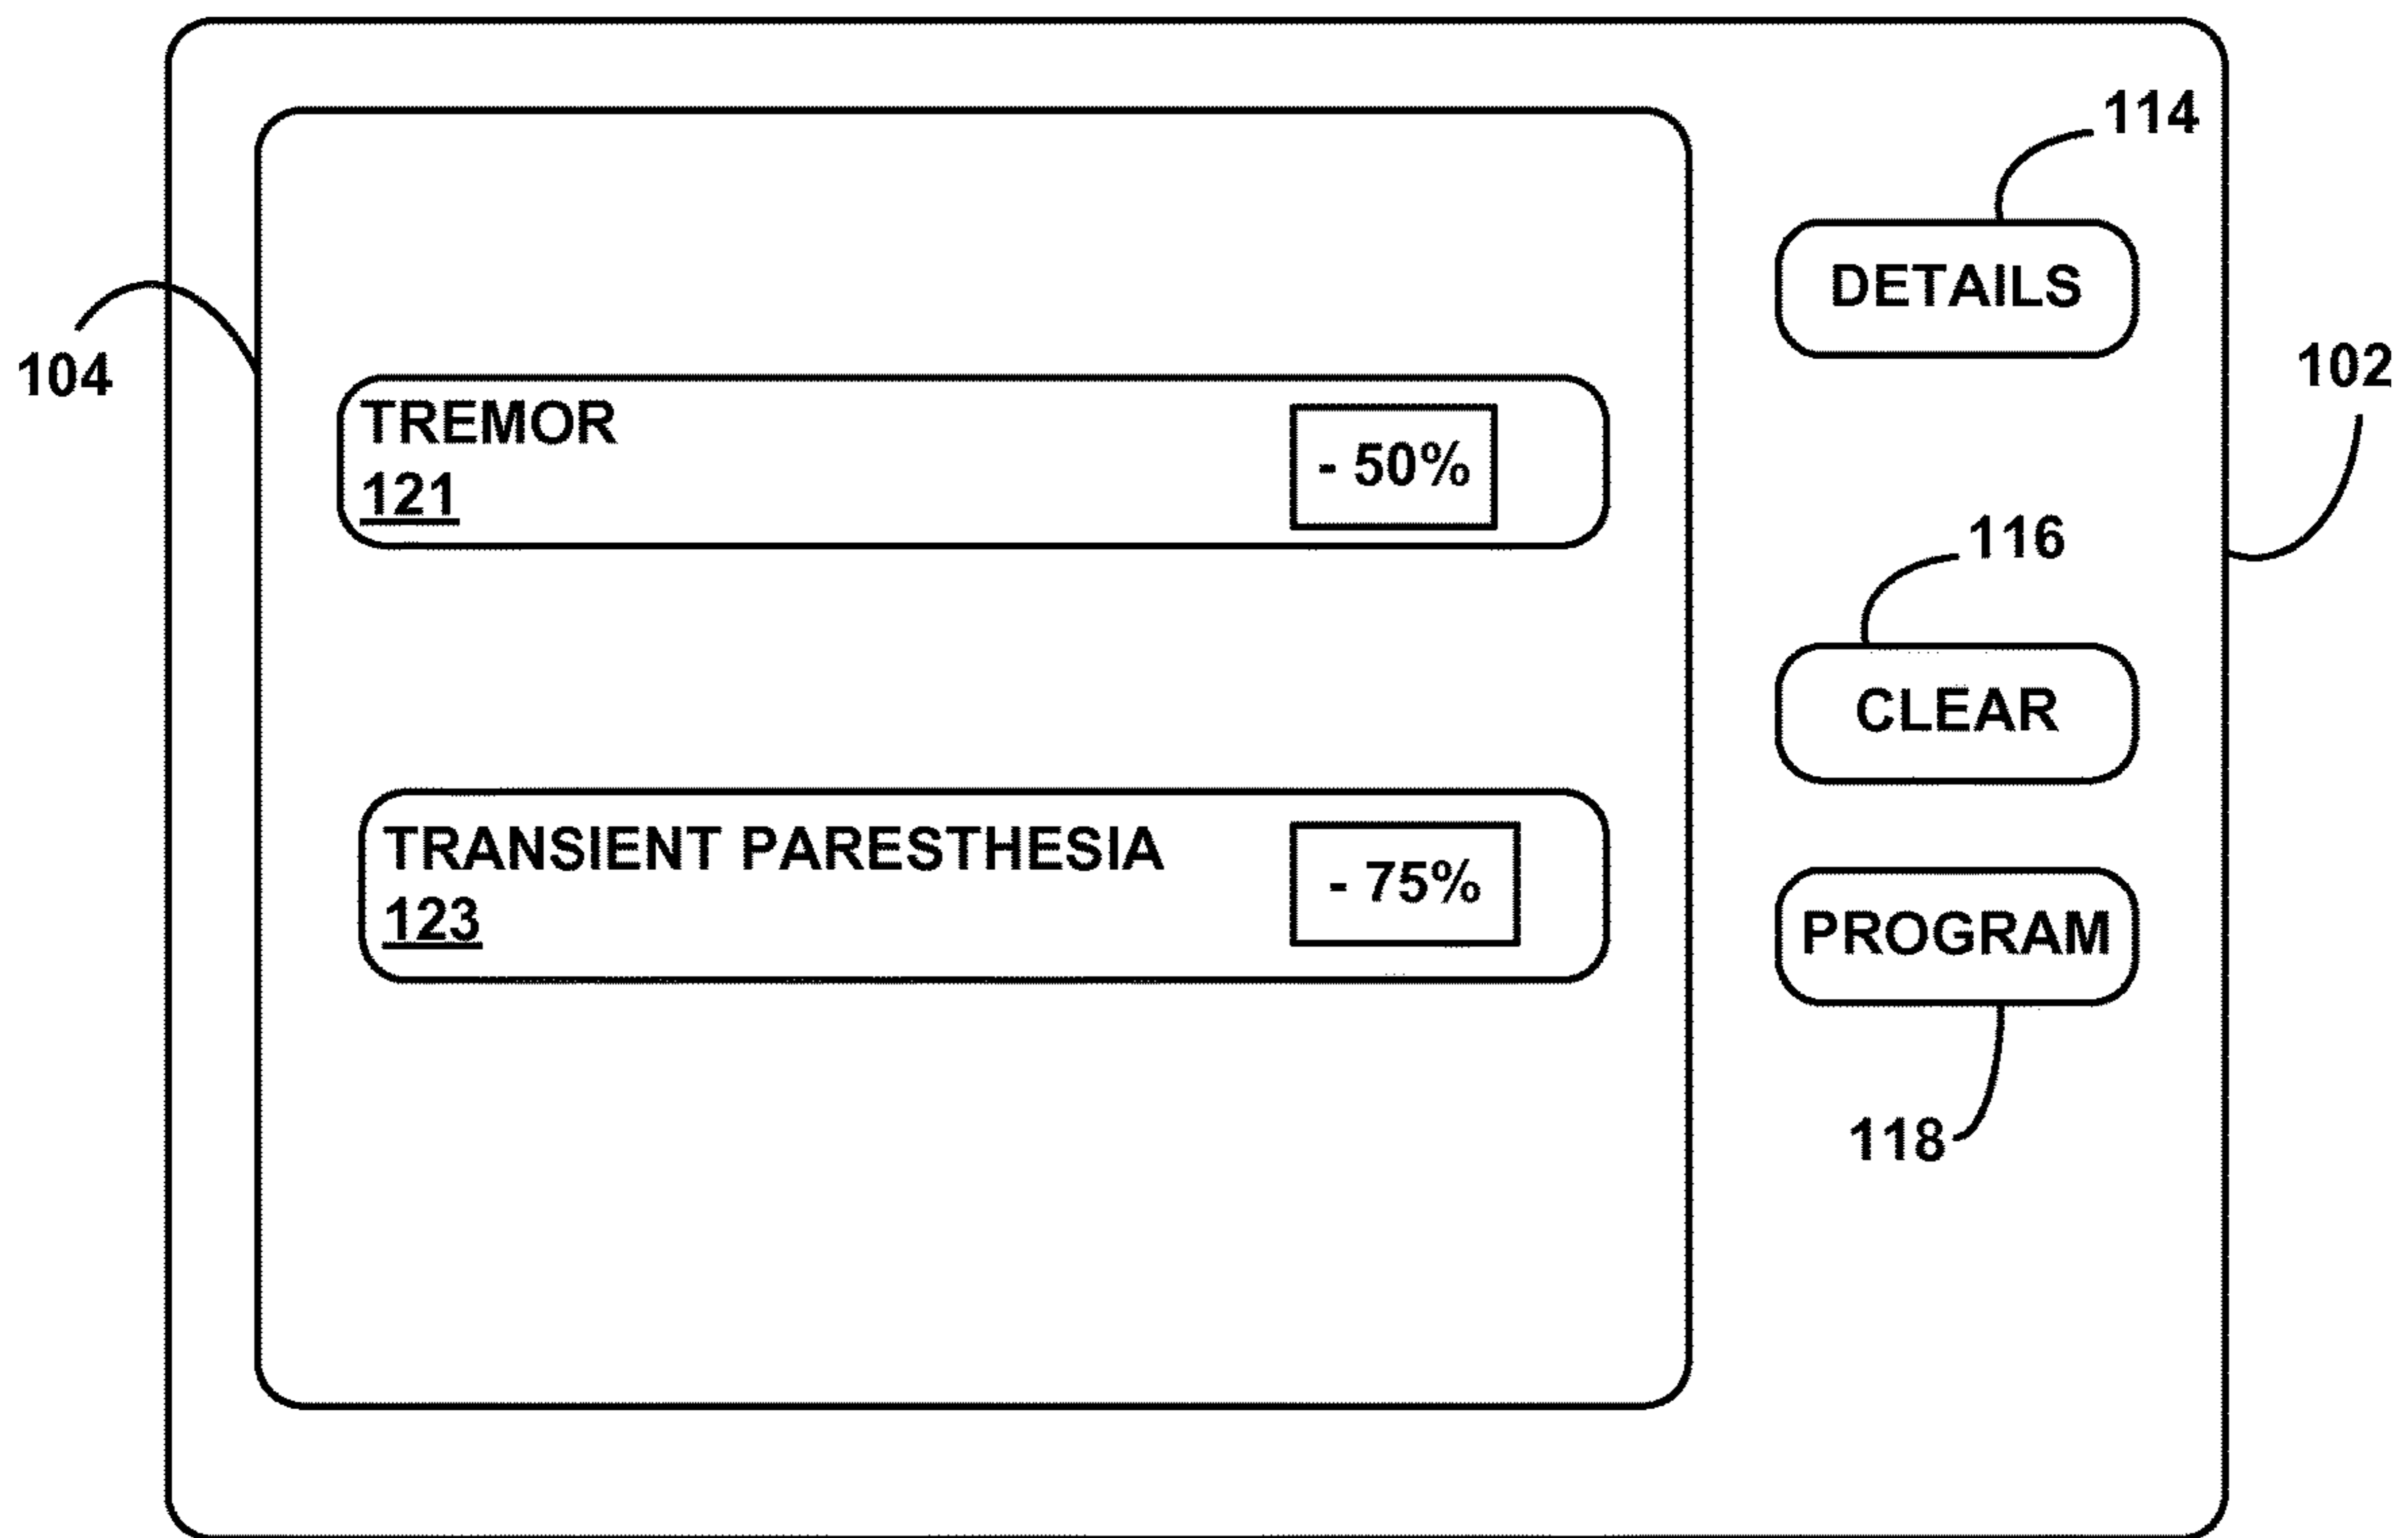 114
DETAILS
104
102
TREMOR
121
- 50%
116
CLEAR
TRANSIENT PARESTHESIA
123
- 75%
PROGRAM
118